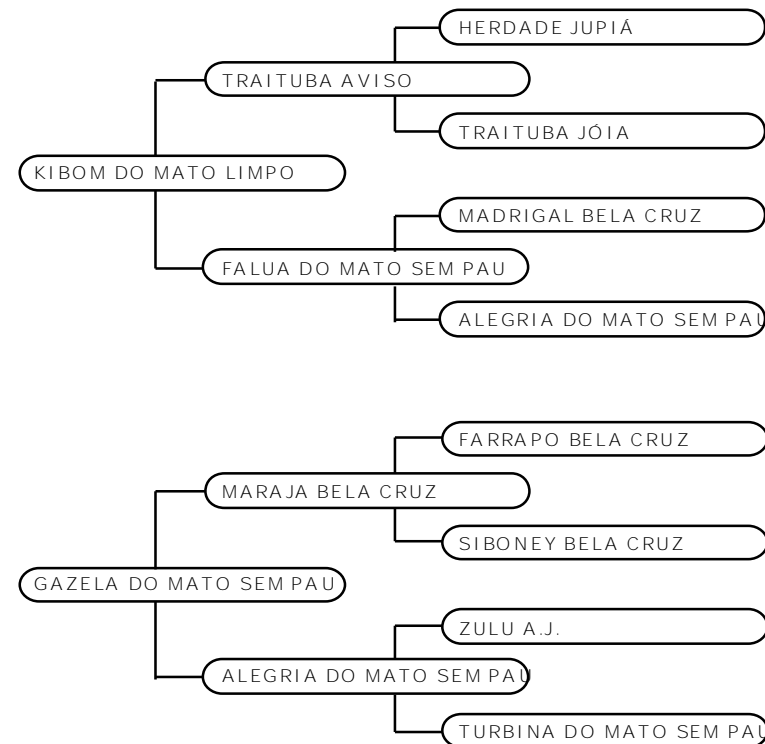 HERDADE JUPIÁ
TRAITUBA AVISO
TRAITUBA JÓIA
KIBOM DO MATO LIMPO
MADRIGAL BELA CRUZ
FALUA DO MATO SEM PAU
ALEGRIA DO MATO SEM PAU
FARRAPO BELA CRUZ
MARAJA BELA CRUZ
SIBONEY BELA CRUZ
GAZELA DO MATO SEM PAU
ZULU A.J.
ALEGRIA DO MATO SEM PAU
TURBINA DO MATO SEM PAU